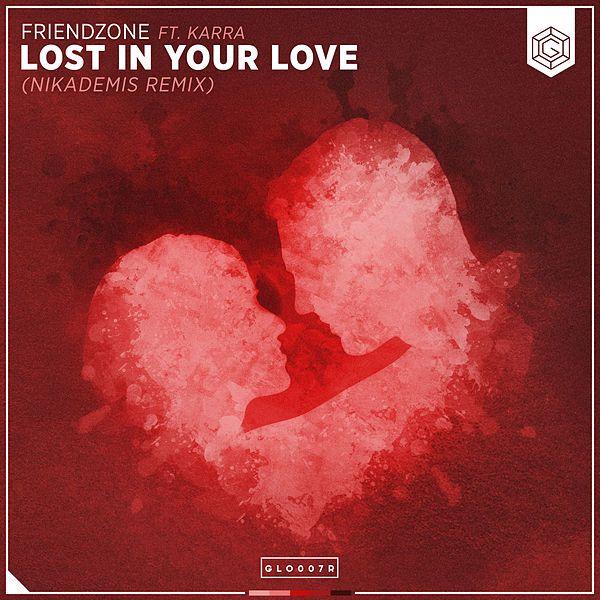 FRIENDZONE FT. KARRA
LOST IN YOUR LOVE
(NIKADEMIS REMIX)
G
GLO007R